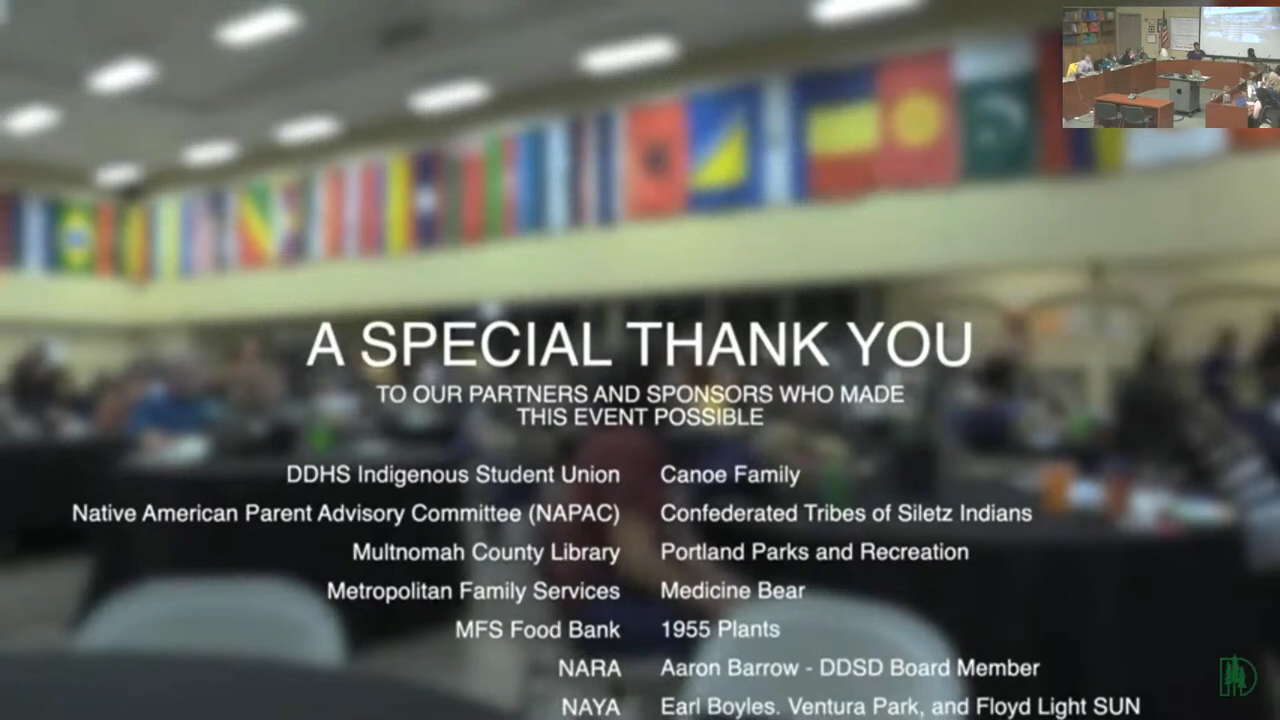 A SPECIAL THANK YOU
TO OUR PARTNERS AND SPONSORS WHO MADE
THIS EVENT POSSIBLE
DDHS Indigenous Student Union
Canoe Family
Native American Parent Advisory Committee (NAPAC)
Confederated Tribes of Siletz Indians
Multnomah County Library
Portland Parks and Recreation
Metropolitan Family Services
Medicine Bear
MFS Food Bank
1955 Plants
NARA
Aaron Barrow - DDSD Board Member
NAYA
Earl Boyles. Ventura Park, and Floyd Light SUN